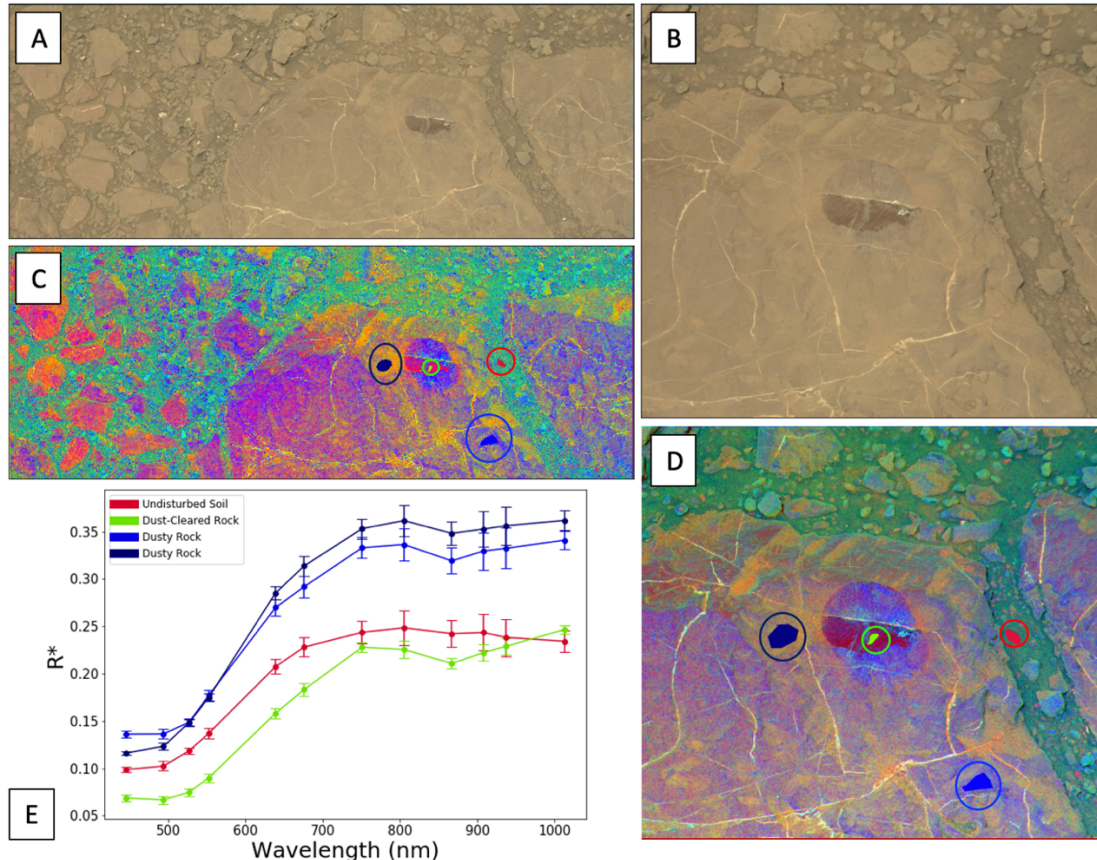 A
B
C
D
Undisturbed Soil
Dust-Cleared Rock
Dusty Rock
Dusty Rock
0.35
0.30
0.25
0.20
0.15
0.10
0.05
R*
500
600
700
800
900
1000
Wavelength (nm)
E